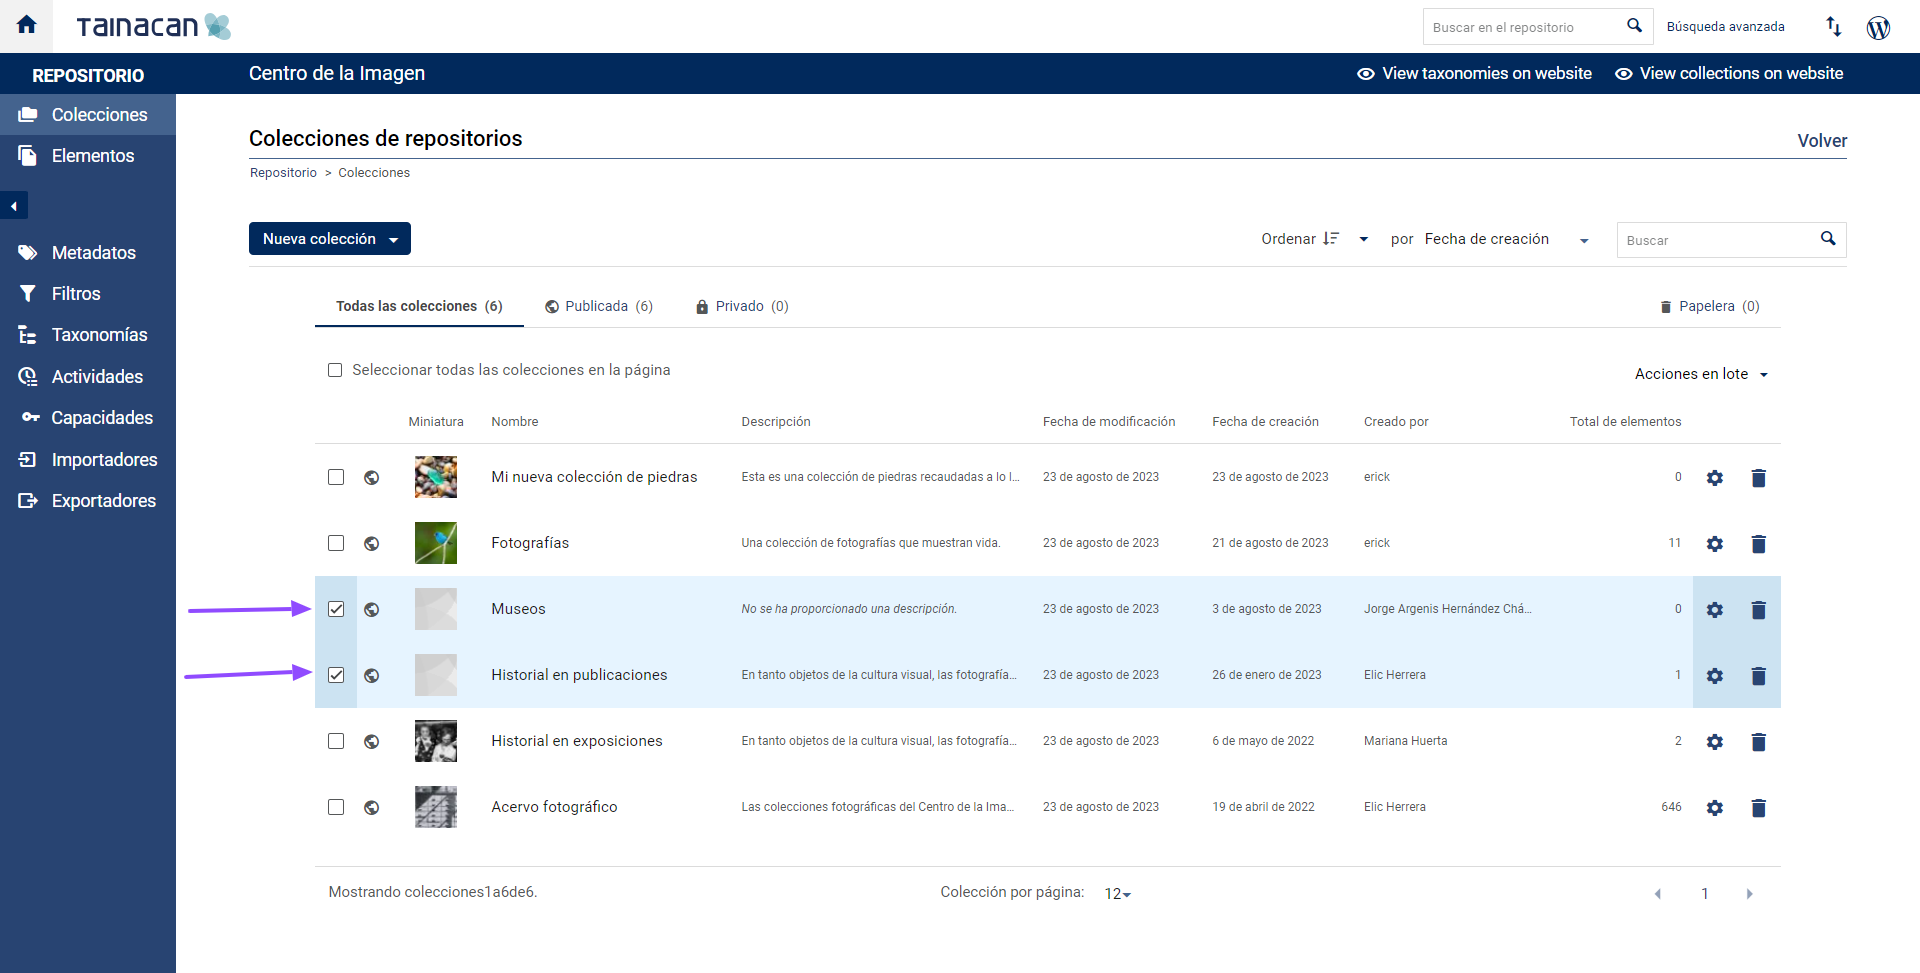 TAINACAN
Buscar en el repositorio
Búsqueda avanzada
REPOSITORIO
Centro de la Imagen
View taxonomies on website
View collections on website
Colecciones
Elementos
Metadatos
Filtros
Taxonomías
Actividades
Capacidades
Importadores
Exportadores
Colecciones de repositorios
Volver
Repositorio > Colecciones
Nueva colección
Ordenar por Fecha de creación
Buscar
Todas las colecciones (6)
Publicada (6)
Privado (0)
Papelera (0)
Seleccionar todas las colecciones en la página
Acciones en lote
Miniatura Nombre Descripción Fecha de modificación Fecha de creación Creado por Total de elementos
Mi nueva colección de piedras Esta es una colección de piedras recaudadas a lo l... 23 de agosto de 2023 23 de agosto de 2023 erick 0
Fotografías Una colección de fotografías que muestran vida. 23 de agosto de 2023 21 de agosto de 2023 erick 11
Museos No se ha proporcionado una descripción. 23 de agosto de 2023 3 de agosto de 2023 Jorge Argenis Hernández Chá... 0
Historial en publicaciones En tanto objetos de la cultura visual, las fotografía... 23 de agosto de 2023 26 de enero de 2023 Elic Herrera 1
Historial en exposiciones En tanto objetos de la cultura visual, las fotografía... 23 de agosto de 2023 6 de mayo de 2022 Mariana Huerta 2
Acervo fotográfico Las colecciones fotográficas del Centro de la Ima... 23 de agosto de 2023 19 de abril de 2022 Elic Herrera 646
Mostrando colecciones1a6de6.
Colección por página: 12
1